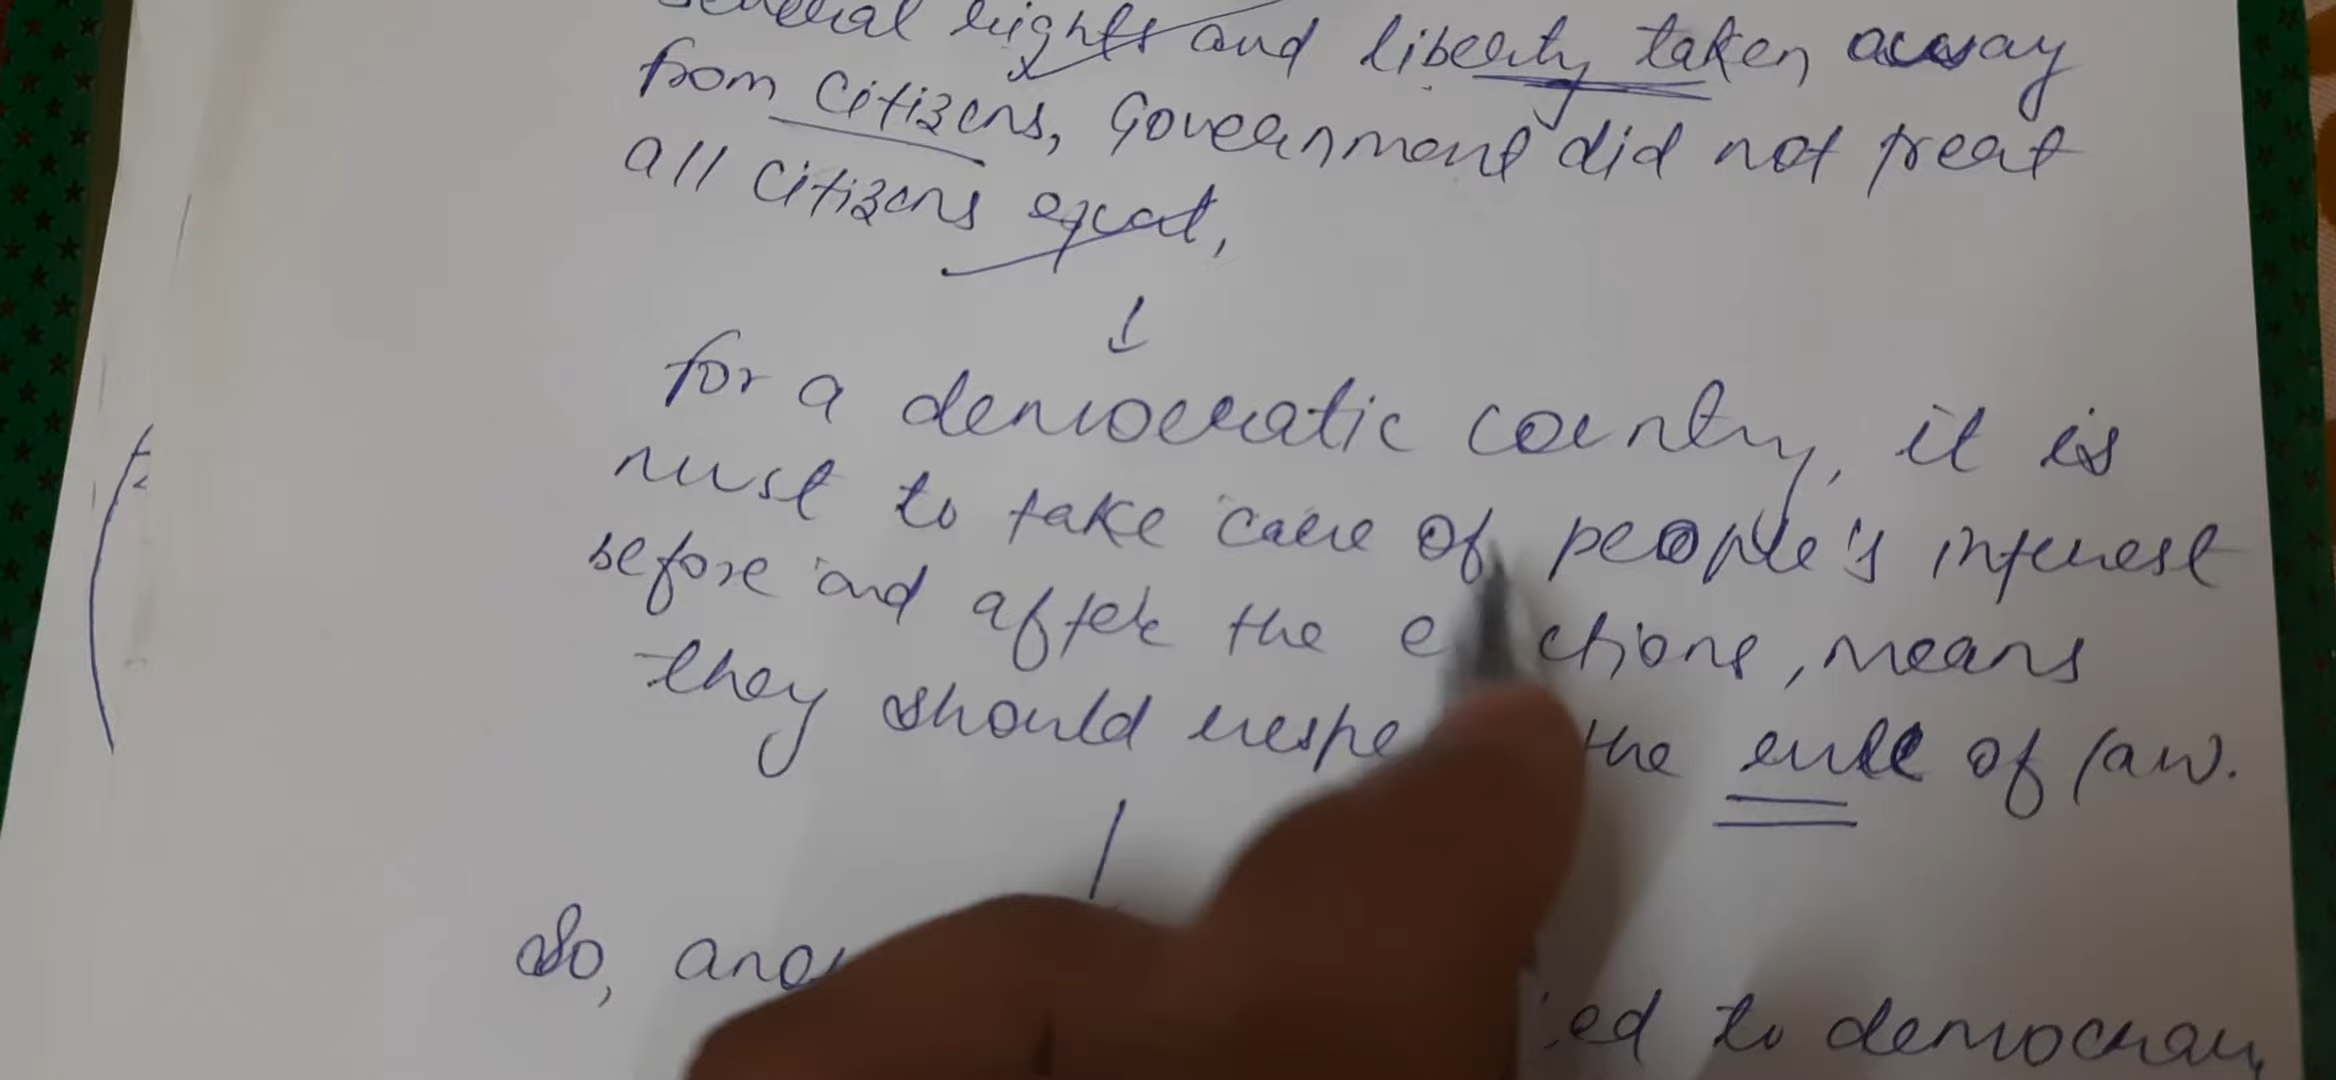 several rights and liberty taken away
from citizens, Government did not treat
all citizens equal,
for a democratic country, it is
must to take care of people's interest
before and after the elections, means
they should respect the rule of law.
So,
to democracy